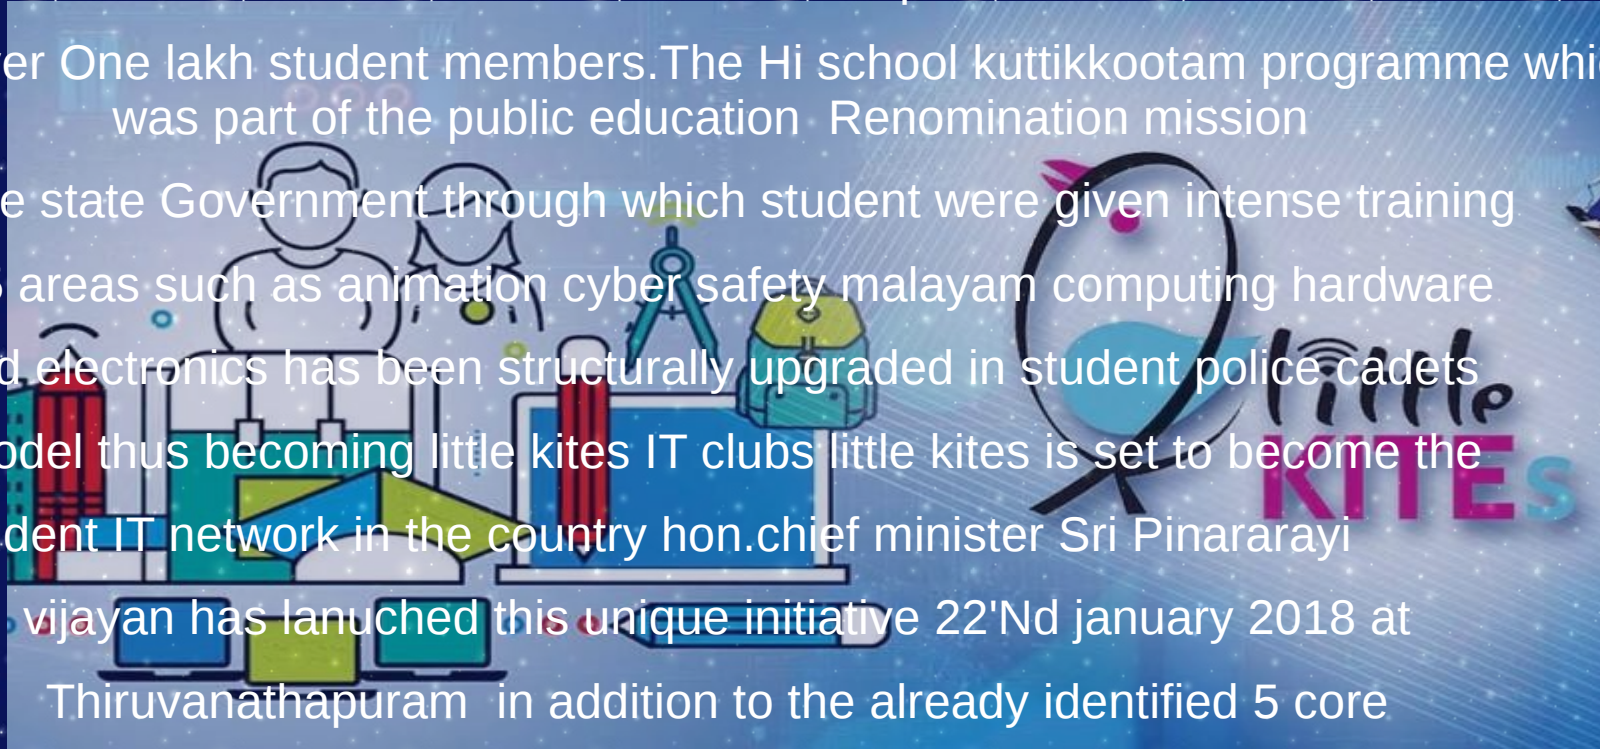 er One lakh student members.The Hi school kuttikkootam programme whi
was part of the public education Renomination mission
e state Government through which student were given intense training
areas such as animation cyber safety malayam computing hardware
d electronics has been structurally upgraded in student police cadets
odel thus becoming little kites IT clubs little kites is set to become the
dent IT network in the country hon.chief minister Sri Pinararayi
vijayan has lanuched this unique initiative 22'Nd january 2018 at
Thiruvanathapuram in addition to the already identified 5 core
little
KITEs